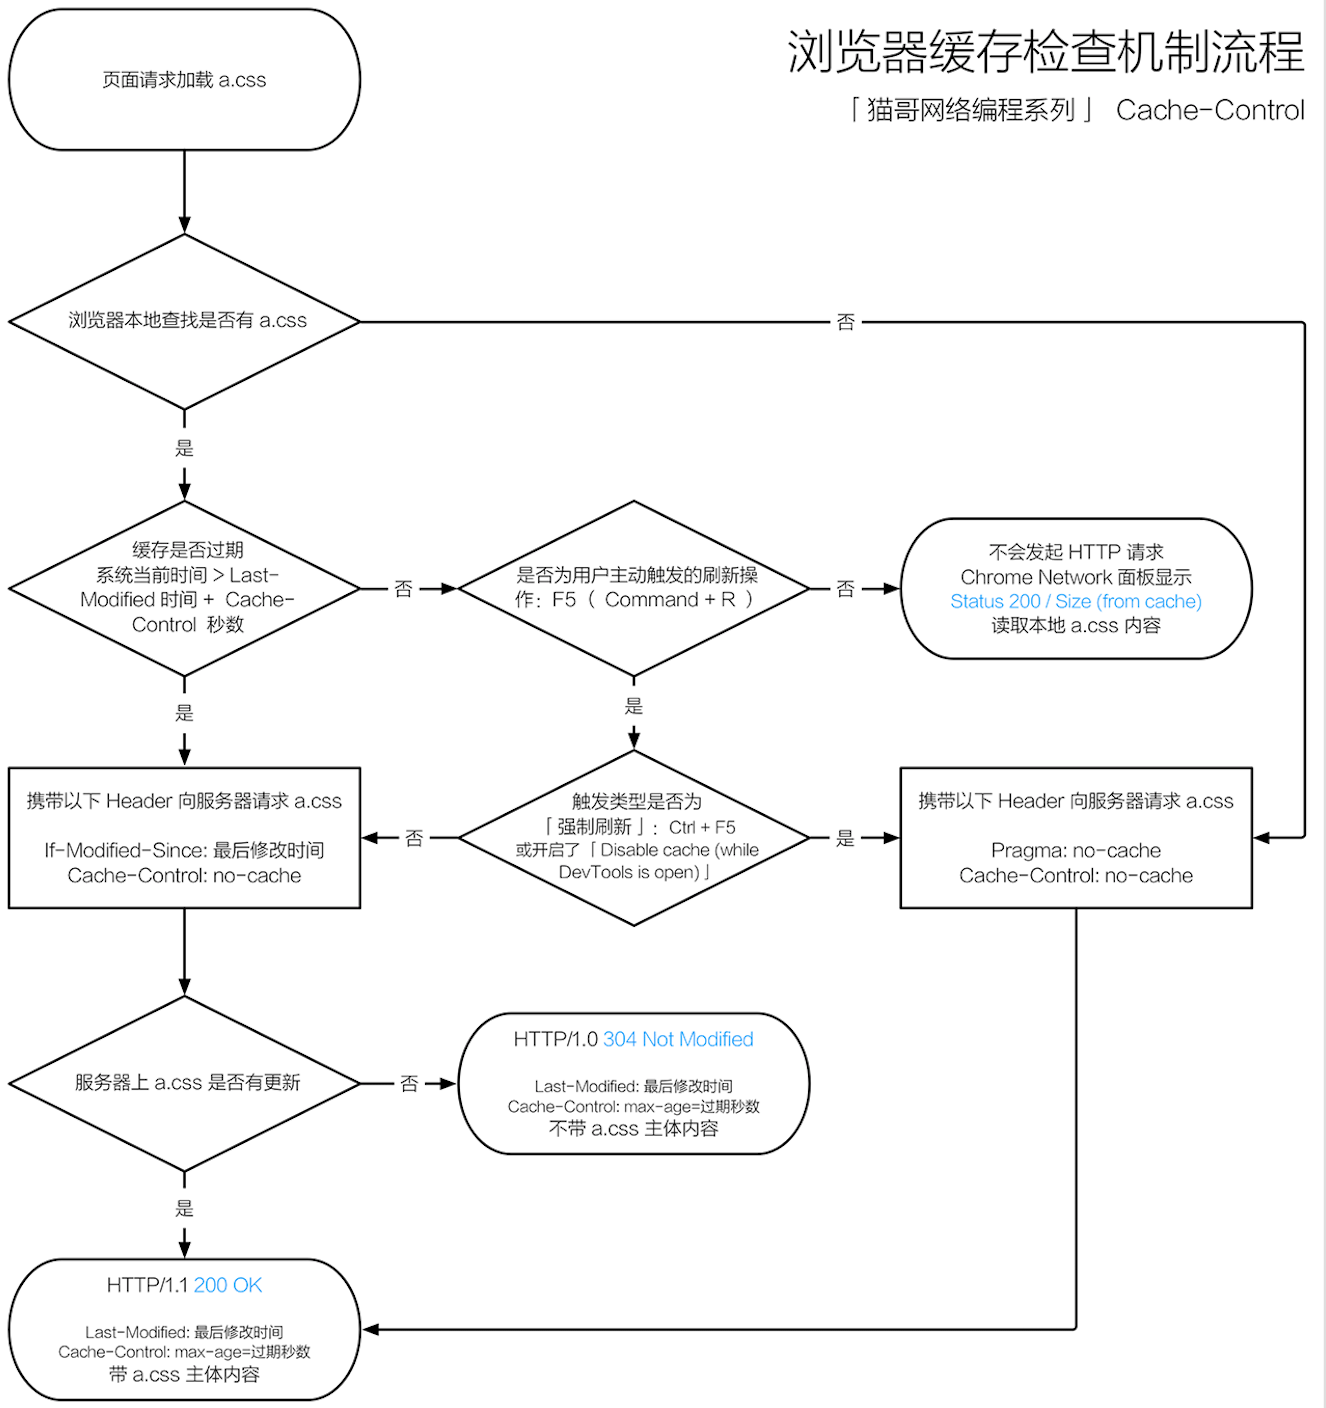 浏览器缓存检查机制流程
「猫哥网络编程系列」 Cache-Control
页面请求加载 a.css
浏览器本地查找是否有 a.css
否
是
缓存是否过期
系统当前时间 > Last-
Modified 时间 + Cache-
Control 秒数
否
是否为用户主动触发的刷新操
作：F5（ Command + R ）
否
不会发起 HTTP 请求
Chrome Network 面板显示
Status 200 / Size (from cache)
读取本地 a.css 内容
是
是
携带以下 Header 向服务器请求 a.css
If-Modified-Since: 最后修改时间
Cache-Control: no-cache
否
触发类型是否为
「强制刷新」：Ctrl + F5
或开启了「Disable cache (while
DevTools is open)」
是
携带以下 Header 向服务器请求 a.css
Pragma: no-cache
Cache-Control: no-cache
服务器上 a.css 是否有更新
否
HTTP/1.0 304 Not Modified
Last-Modified: 最后修改时间
Cache-Control: max-age=过期秒数
不带 a.css 主体内容
是
HTTP/1.1 200 OK
Last-Modified: 最后修改时间
Cache-Control: max-age=过期秒数
带 a.css 主体内容